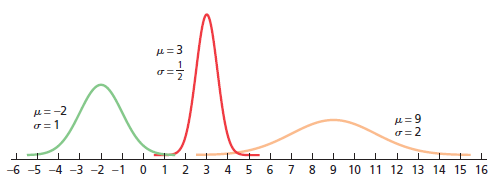 μ = 3
σ = 1/2
μ = −2
σ = 1
μ = 9
σ = 2
−6 −5 −4 −3 −2 −1 0 1 2 3 4 5 6 7 8 9 10 11 12 13 14 15 16